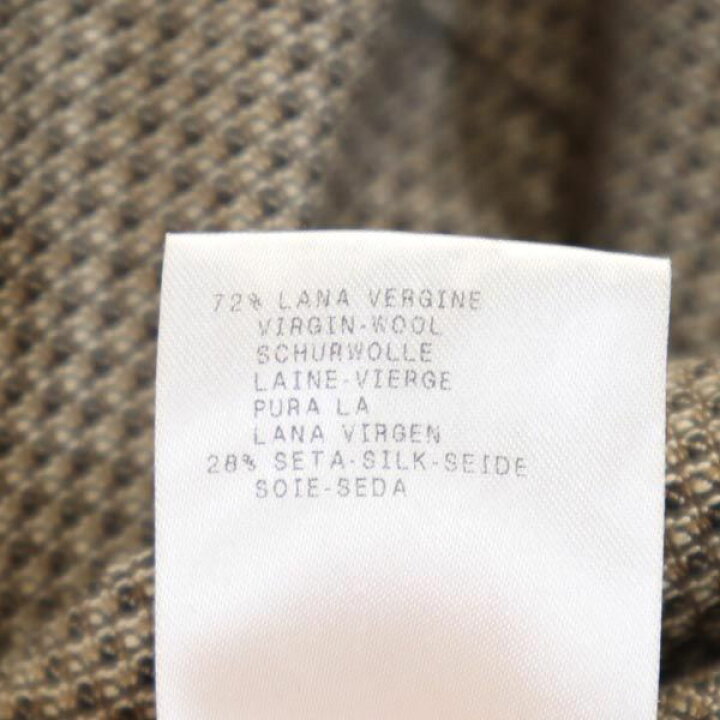 72% LANA VERGINE
VIRGIN-WOOL
SCHURWOLLE
LAINE-VIERGE
PURA LA
LANA VIRGEN
28% SETA-SILK-SEIDE
SOIE-SEDA